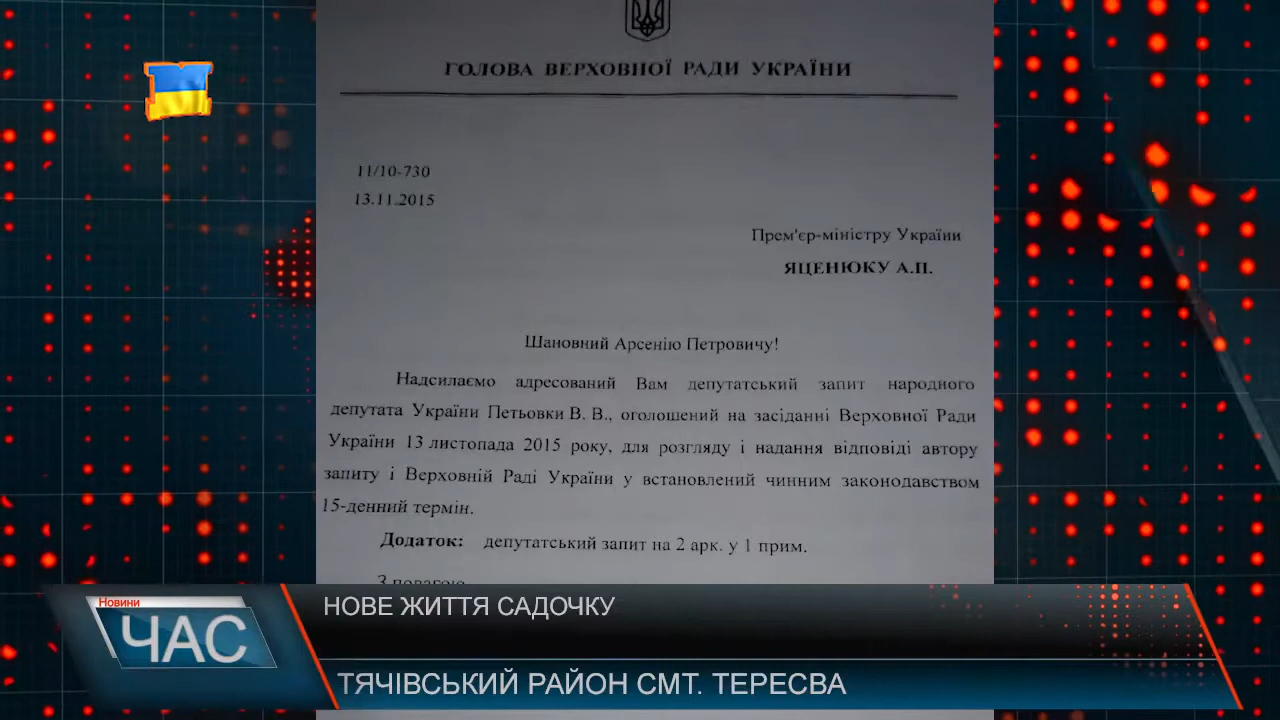 ГОЛОВА ВЕРХОВНОЇ РАДИ УКРАЇНИ
11/10-730
13.11.2015
Прем'єр-міністру України
ЯЦЕНЮКУ А.П.
Шановний Арсенію Петровичу!
Надсилаємо адресований Вам депутатський запит народного
депутата України Петьовки В. В., оголошений на засіданні Верховної Ради
України 13 листопада 2015 року, для розгляду і надання відповіді автору
запиту і Верховній Раді України у встановлений чинним законодавством
15-денний термін.
Додаток: депутатський запит на 2 арк. у 1 прим.
З повагою
Новини
ЧАС
НОВЕ ЖИТТЯ САДОЧКУ
ТЯЧІВСЬКИЙ РАЙОН СМТ. ТЕРЕСВА